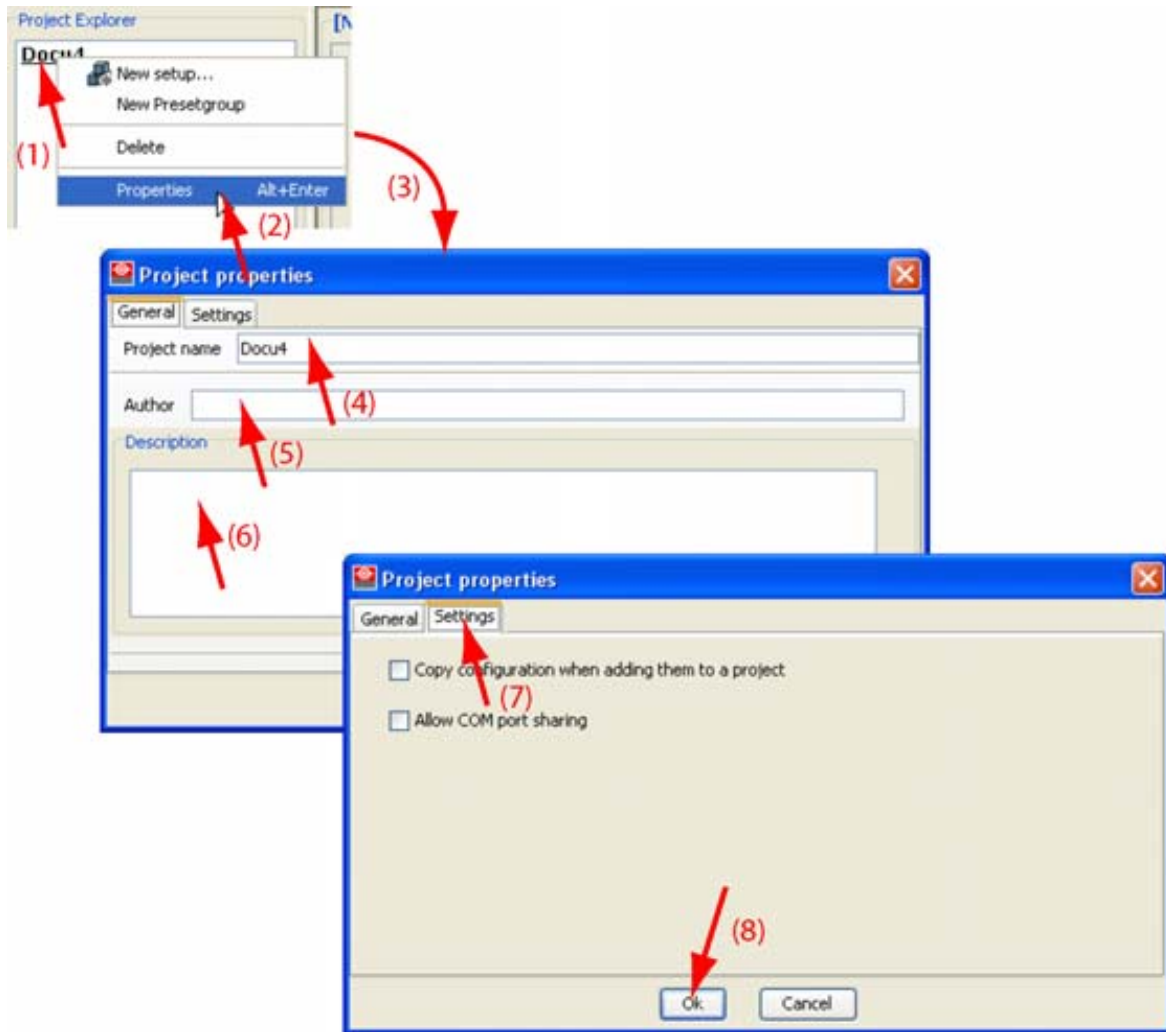 Project Explorer
[N
Docu4
New setup...
New Presetgroup
(1)
Delete
Properties Alt+Enter
(3)
(2)
Project properties
General Settings
Project name Docu4
Author
(4)
Description
(5)
(6)
Project properties
General Settings
Copy configuration when adding them to a project
(7)
Allow COM port sharing
(8)
Ok Cancel